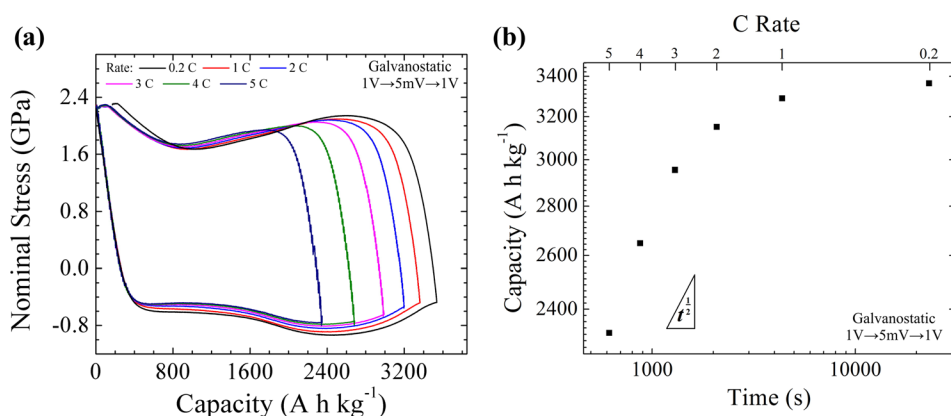 (a)
Rate: 0.2 C 1 C 2 C
3 C 4 C 5 C
Galvanostatic
1V→5mV→1V
Nominal Stress (GPa)
2.4
1.6
0.8
0.0
-0.8
0 800 1600 2400 3200
Capacity (A h kg⁻¹)
(b)
C Rate
5 4 3 2 1 0.2
Capacity (A h kg⁻¹)
3400
3200
3000
2800
2600
2400
t^½
Galvanostatic
1V→5mV→1V
1000 10000
Time (s)